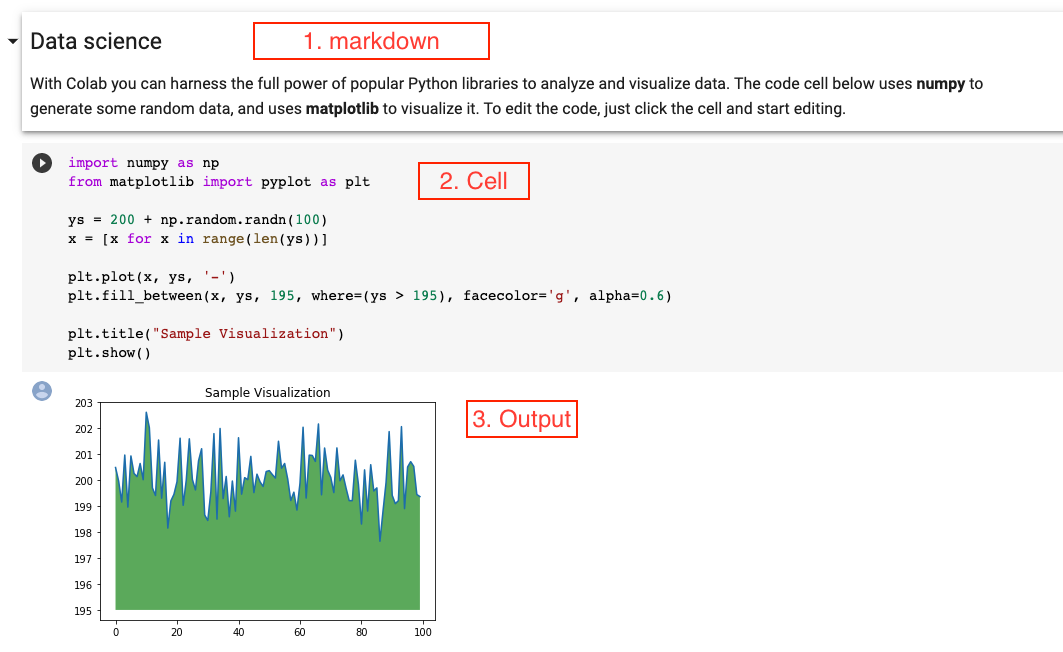 Data science
1. markdown
With Colab you can harness the full power of popular Python libraries to analyze and visualize data. The code cell below uses numpy to
generate some random data, and uses matplotlib to visualize it. To edit the code, just click the cell and start editing.
import numpy as np
from matplotlib import pyplot as plt
2. Cell
ys = 200 + np.random.randn(100)
x = [x for x in range(len(ys))]
plt.plot(x, ys, '-')
plt.fill_between(x, ys, 195, where=(ys > 195), facecolor='g', alpha=0.6)
plt.title("Sample Visualization")
plt.show()
Sample Visualization
3. Output
203
202
201
200
199
198
197
196
195
0 20 40 60 80 100